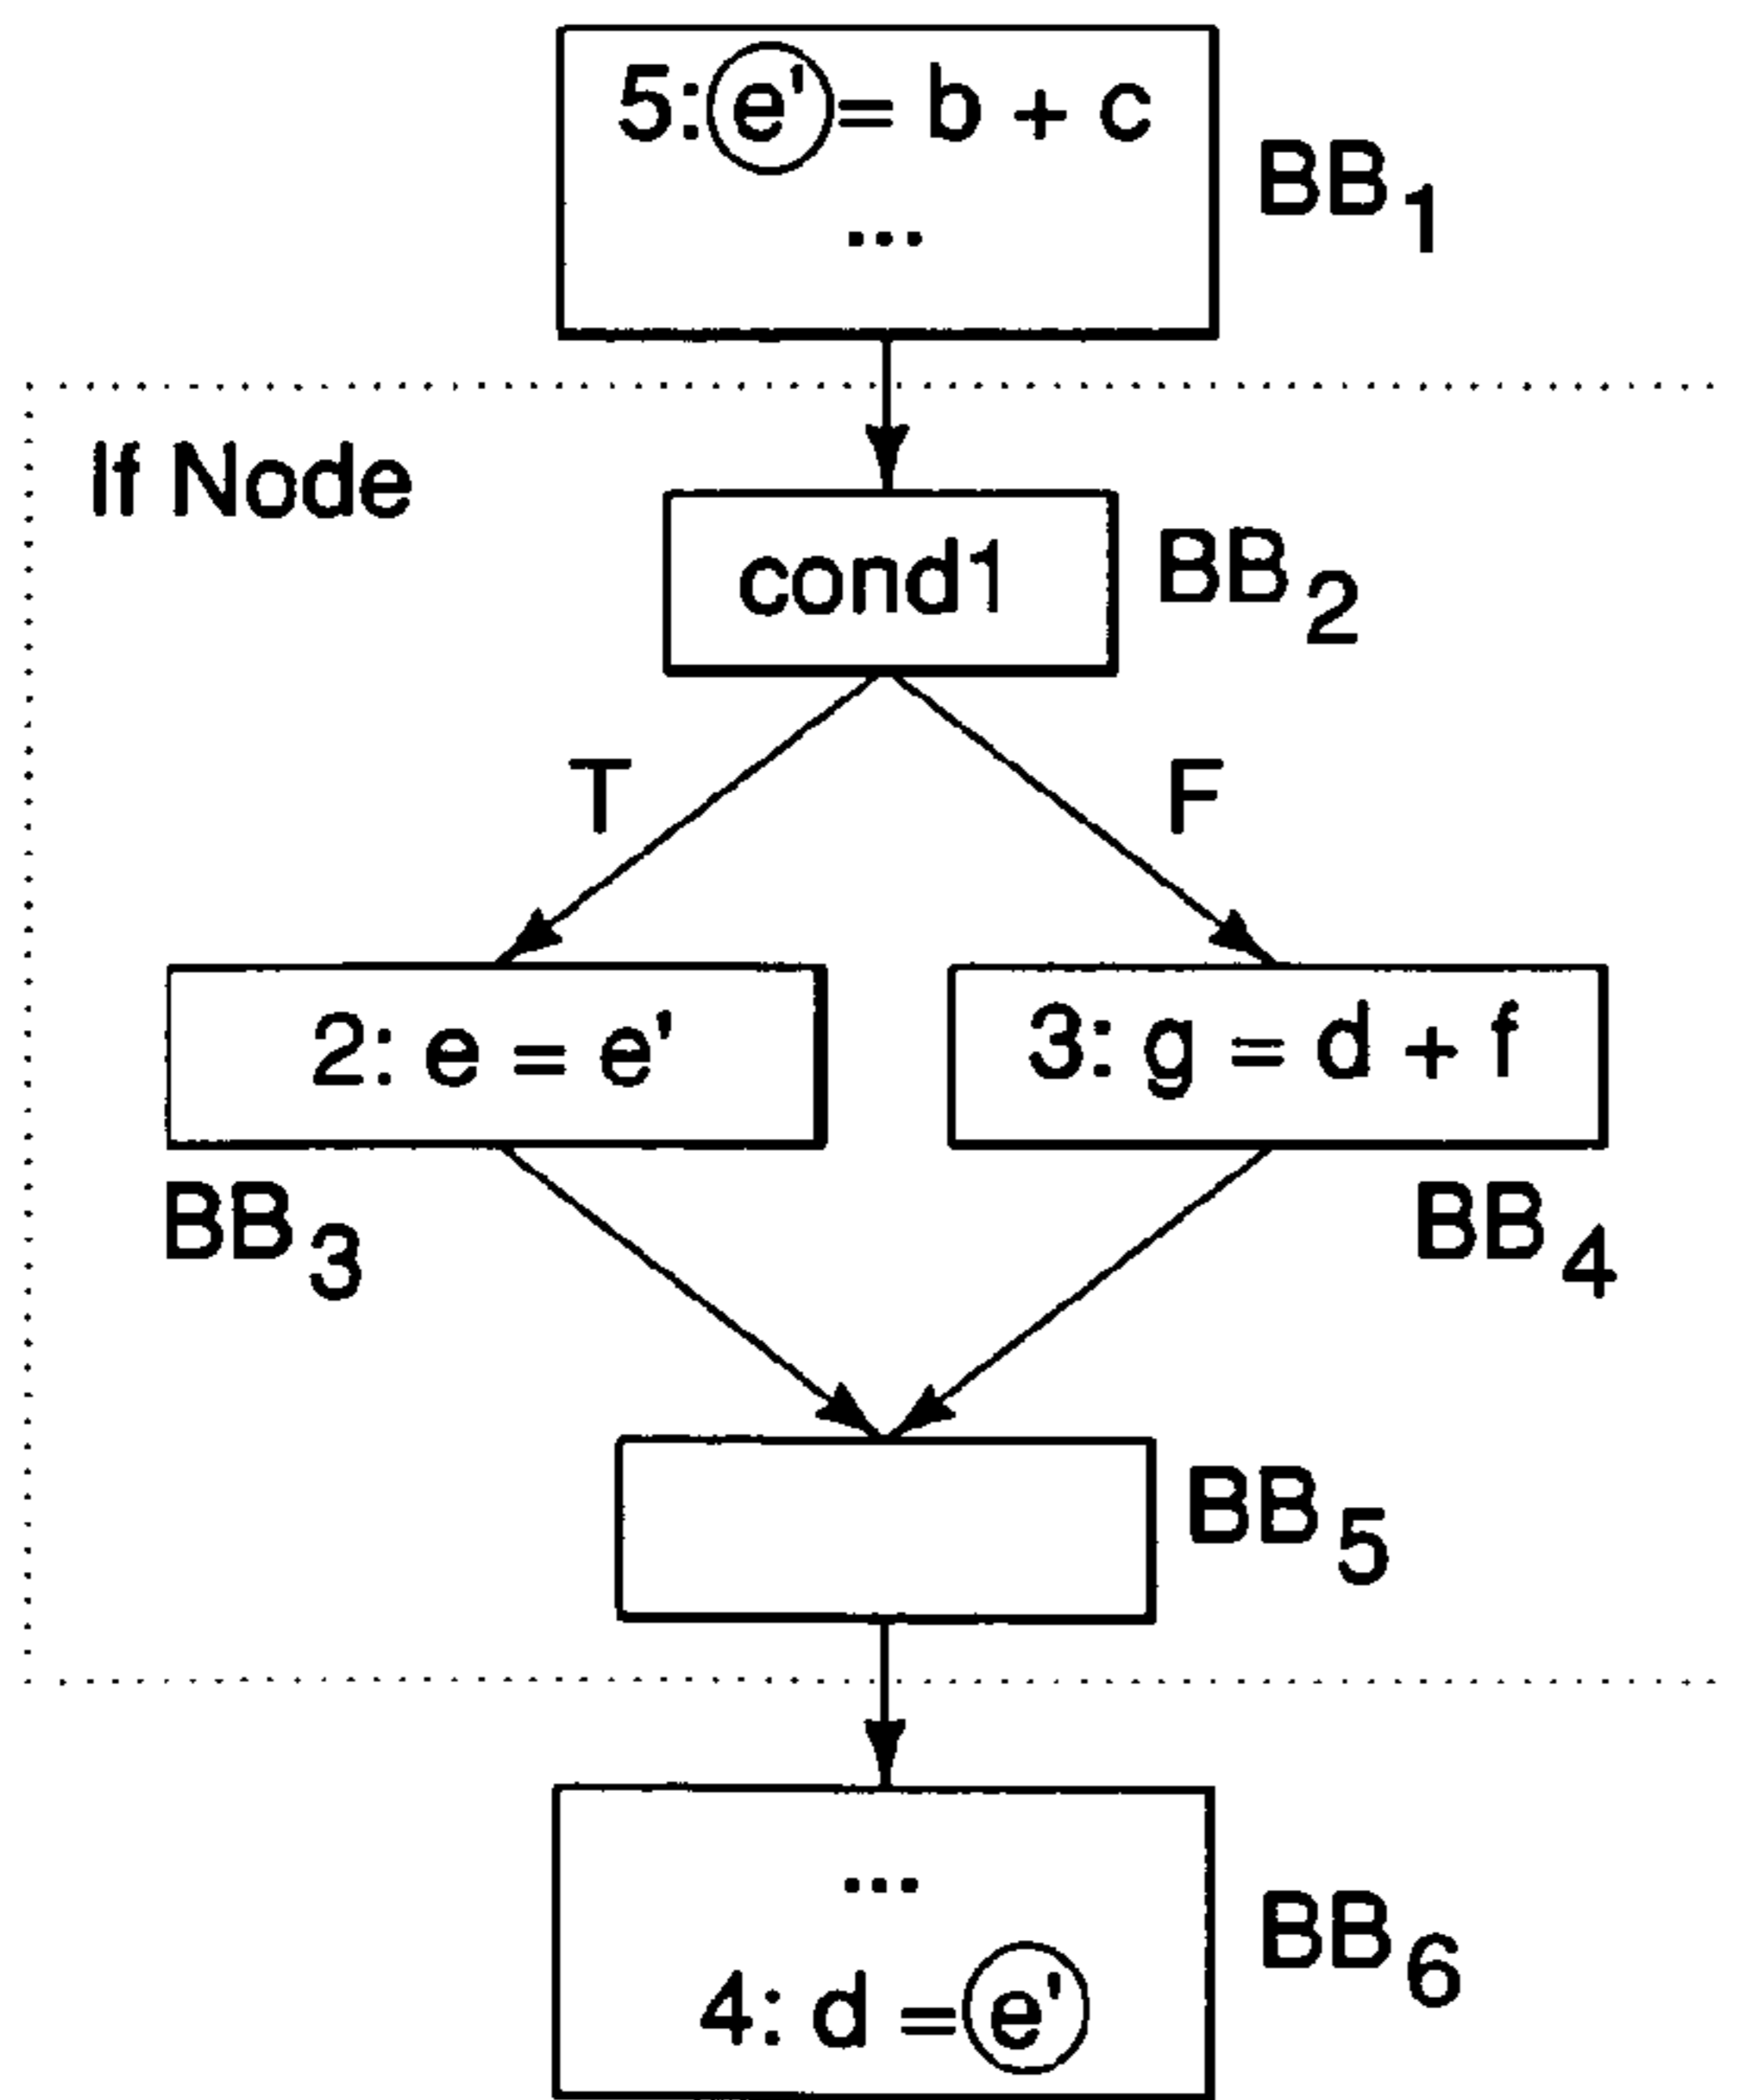 5: e' = b + c
...
BB1
If Node
cond1
BB2
T
F
2: e = e'
3: g = d + f
BB3
BB4
BB5
...
BB6
4: d = e'